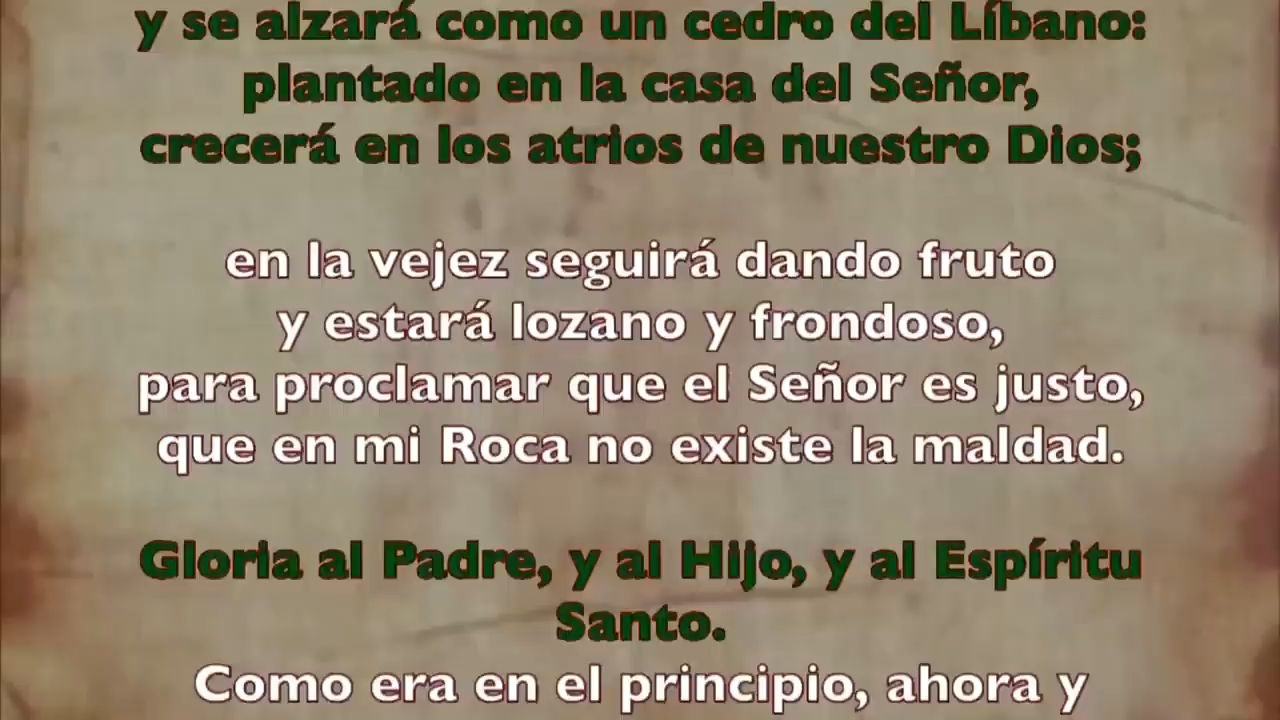 y se alzará como un cedro del Líbano:
plantado en la casa del Señor,
crecerá en los atrios de nuestro Dios;
en la vejez seguirá dando fruto
y estará lozano y frondoso,
para proclamar que el Señor es justo,
que en mi Roca no existe la maldad.
Gloria al Padre, y al Hijo, y al Espíritu
Santo.
Como era en el principio, ahora y